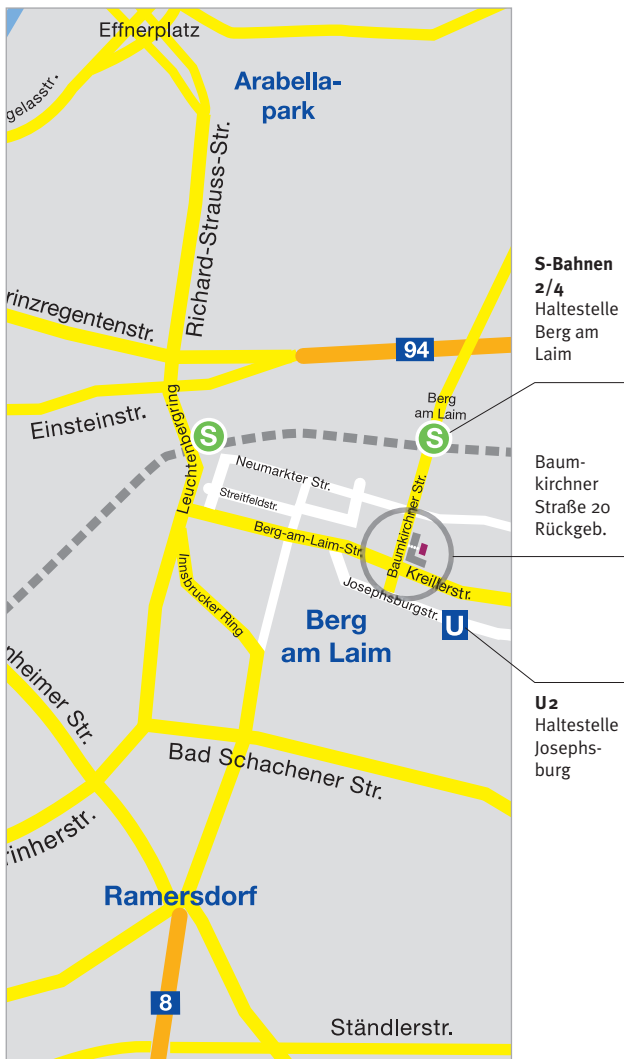 Effnerplatz
gelasstr.
Arabella-
park
Richard-Strauss-Str.
rinzregentenstr.
94
Einsteinstr.
Leuchtenbergring
S
Berg
am Laim
S
Neumarkter Str.
Streitfeldstr.
Baumkirchner Str.
Berg-am-Laim-Str.
Kreillerstr.
Innsbrucker Ring
Josephsburgstr.
U
Berg
am Laim
nheimer Str.
Bad Schachener Str.
rinherstr.
Ramersdorf
8
Ständlerstr.
S-Bahnen
2/4
Haltestelle
Berg am
Laim
Baum-
kirchner
Straße 20
Rückgeb.
U2
Haltestelle
Josephs-
burg